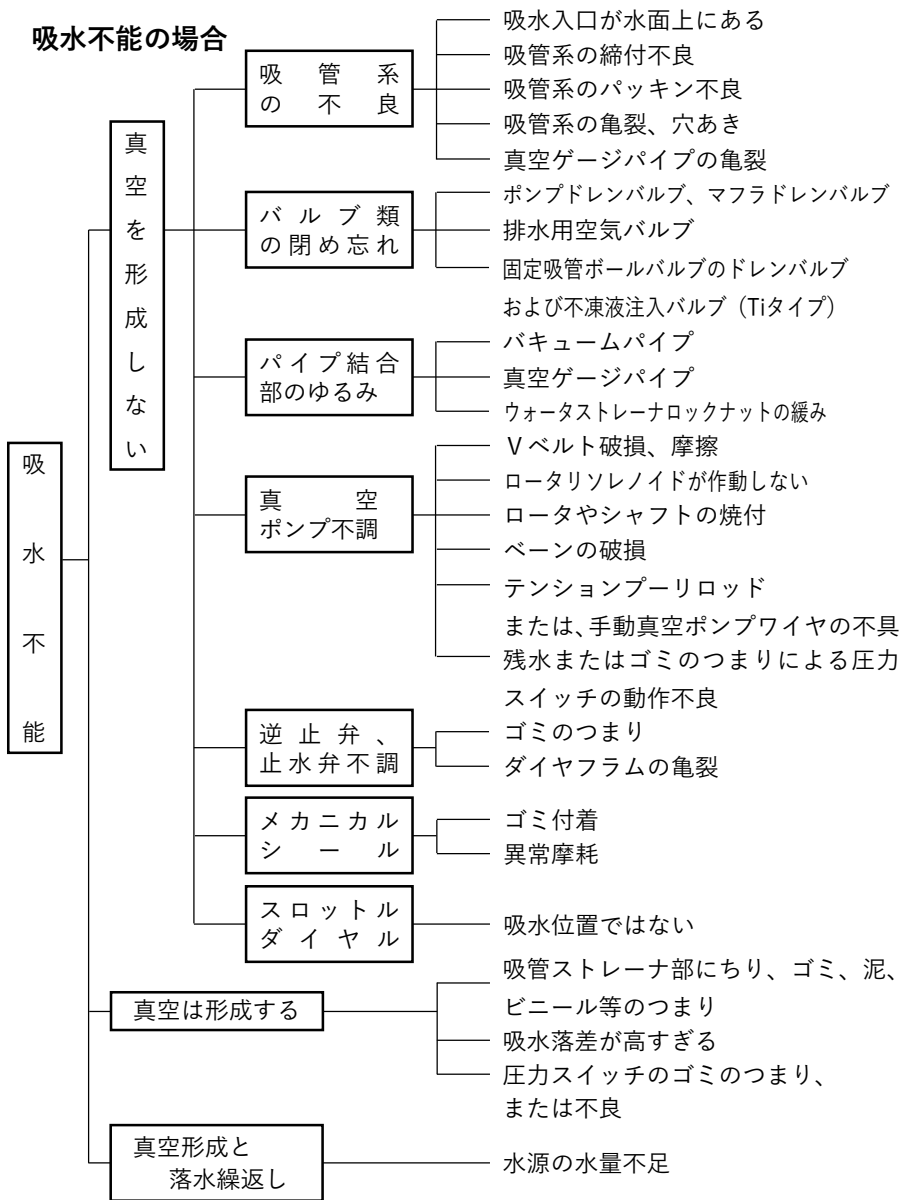 吸水不能の場合
吸水不能
真空を形成しない
吸管系
の不良
吸水入口が水面上にある
吸管系の締付不良
吸管系のパッキン不良
吸管系の亀裂、穴あき
真空ゲージパイプの亀裂
バルブ類
の閉め忘れ
ポンプドレンバルブ、マフラドレンバルブ
排水用空気バルブ
固定吸管ボールバルブのドレンバルブ
および不凍液注入バルブ（Tiタイプ）
パイプ結合
部のゆるみ
バキュームパイプ
真空ゲージパイプ
ウォータストレーナロックナットの緩み
真空
ポンプ不調
Ｖベルト破損、摩擦
ロータリソレノイドが作動しない
ロータやシャフトの焼付
ベーンの破損
テンションプーリロッド
または、手動真空ポンプワイヤの不具
残水またはゴミのつまりによる圧力
スイッチの動作不良
逆止弁、
止水弁不調
ゴミのつまり
ダイヤフラムの亀裂
メカニカル
シール
ゴミ付着
異常摩耗
スロットル
ダイヤル
吸水位置ではない
真空は形成する
吸管ストレーナ部にちり、ゴミ、泥、
ビニール等のつまり
吸水落差が高すぎる
圧力スイッチのゴミのつまり、
または不良
真空形成と
落水繰返し
水源の水量不足